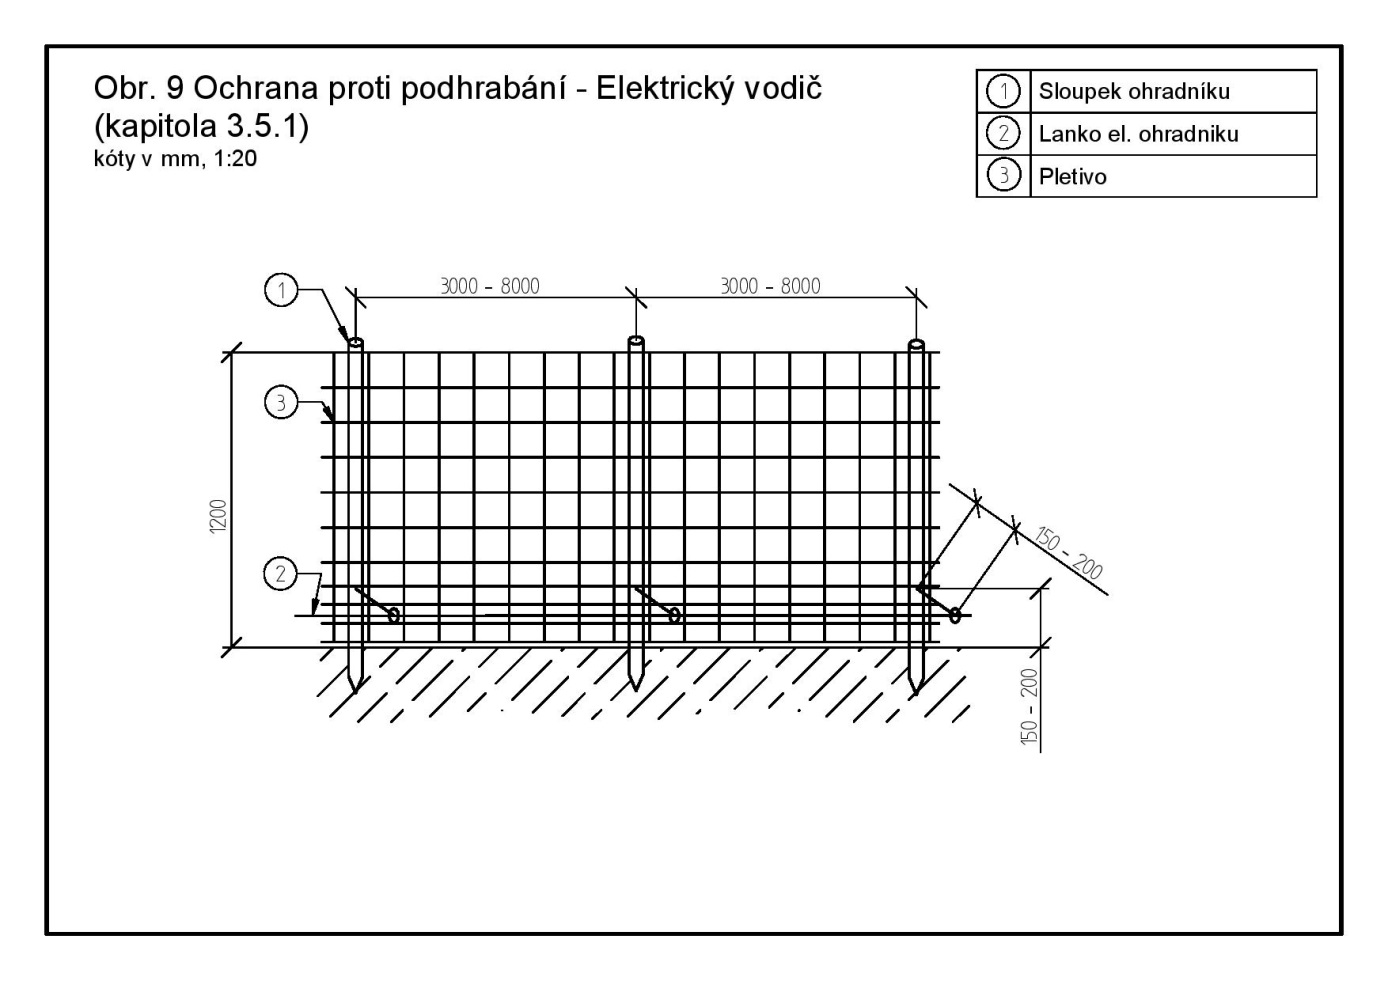 Obr. 9 Ochrana proti podhrabání - Elektrický vodič
(kapitola 3.5.1)
kóty v mm, 1:20
1 Sloupek ohradníku
2 Lanko el. ohradniku
3 Pletivo
3000 - 8000
3000 - 8000
1
3
1200
2
150 - 200
150 - 200